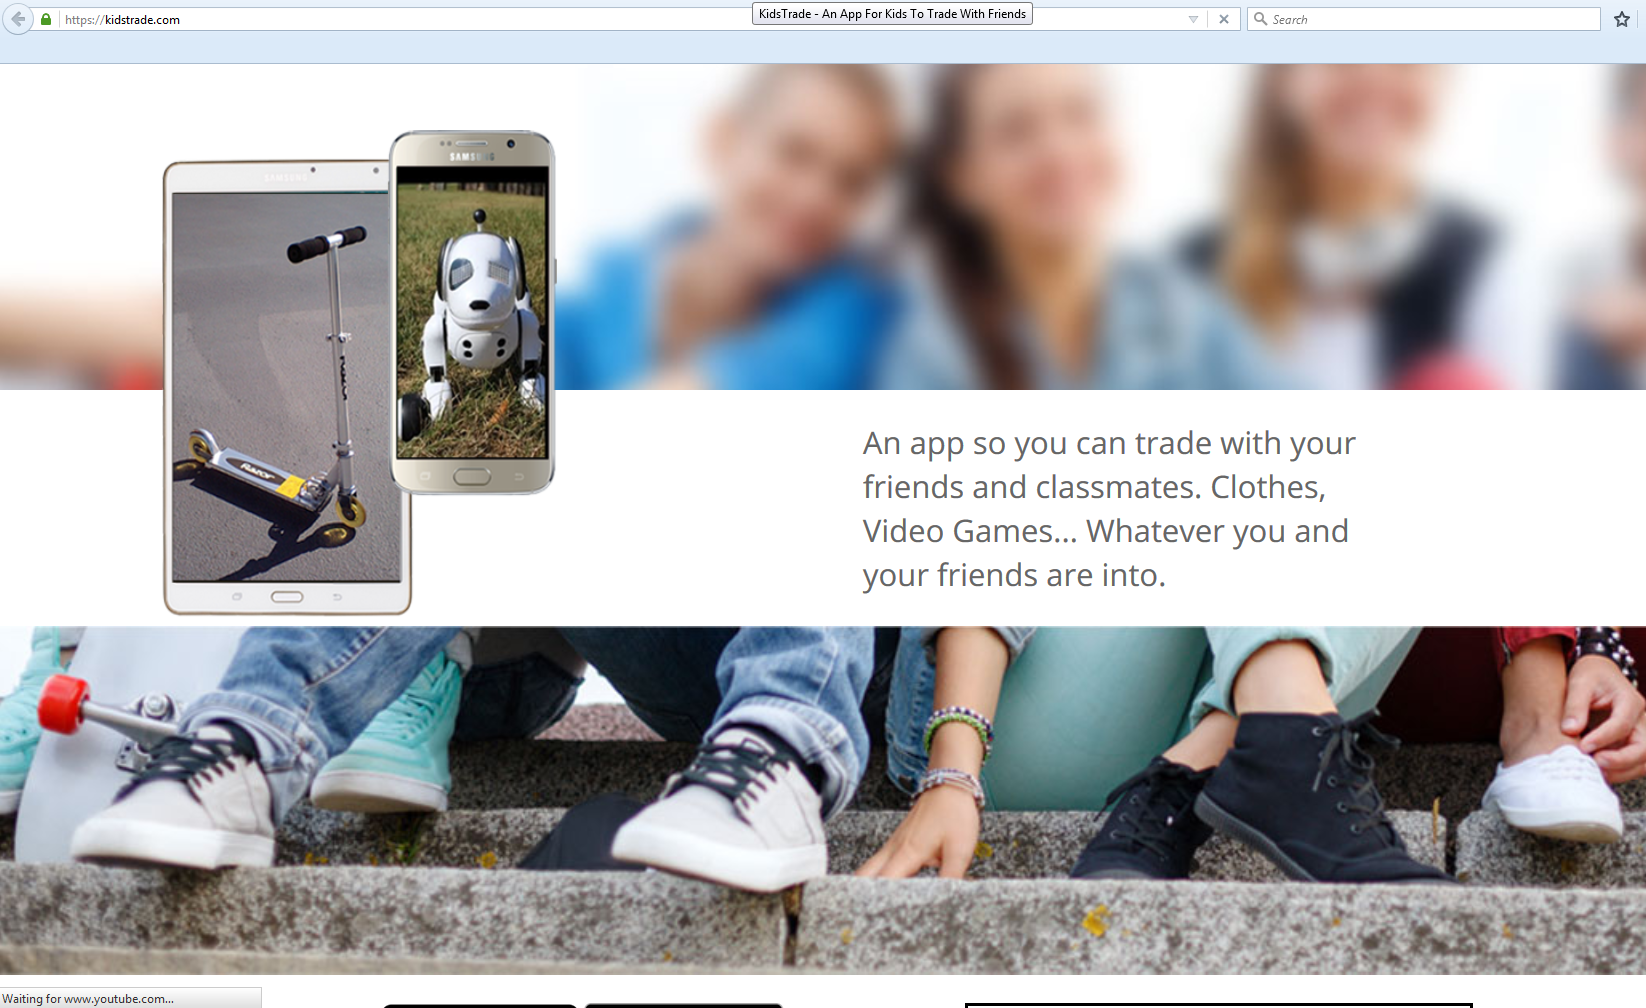 https://kidstrade.com
KidsTrade - An App For Kids To Trade With Friends
Search
SAMSUNG
SAMSUNG
Razor
An app so you can trade with your
friends and classmates. Clothes,
Video Games... Whatever you and
your friends are into.
Waiting for www.youtube.com...